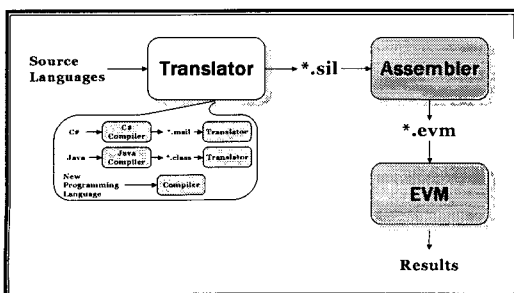 Source
Languages
Translator
*.sil
Assembler
C#
C#
Compiler
*.msil
Translator
Java
Java
Compiler
*.class
Translator
New
Programming
Language
Compiler
*.evm
EVM
Results